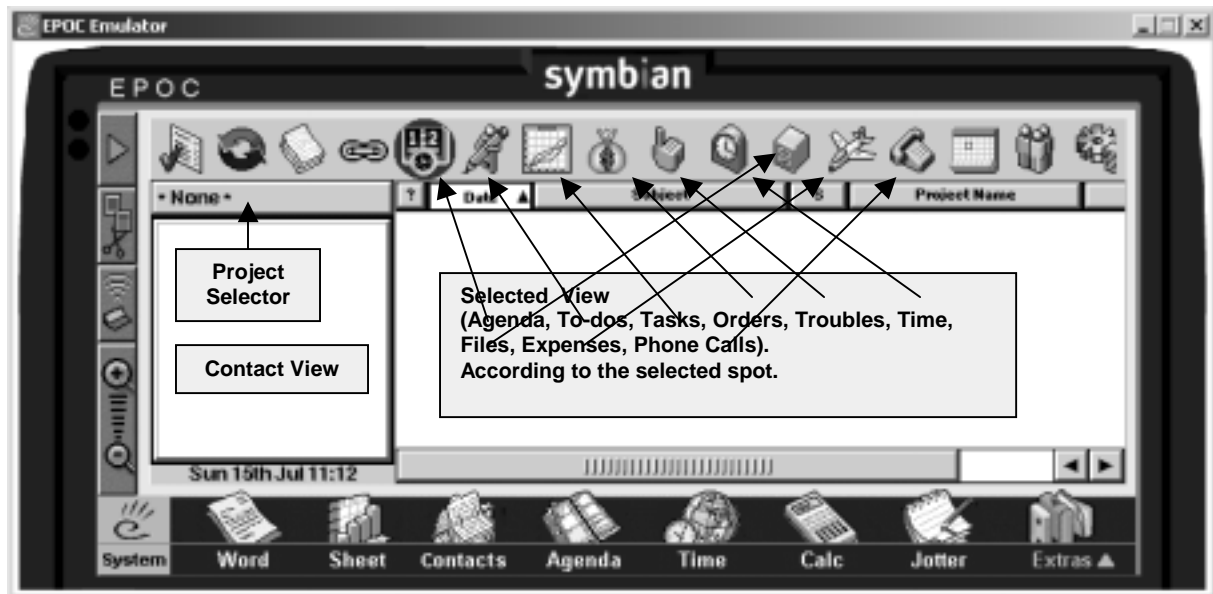 EPOC Emulator
symbian
EPOC
• None •
? Date Subject S Project Name
Project
Selector
Contact View
Selected View
(Agenda, To-dos, Tasks, Orders, Troubles, Time,
Files, Expenses, Phone Calls).
According to the selected spot.
Sun 15th Jul 11:12
System Word Sheet Contacts Agenda Time Calc Jotter Extras